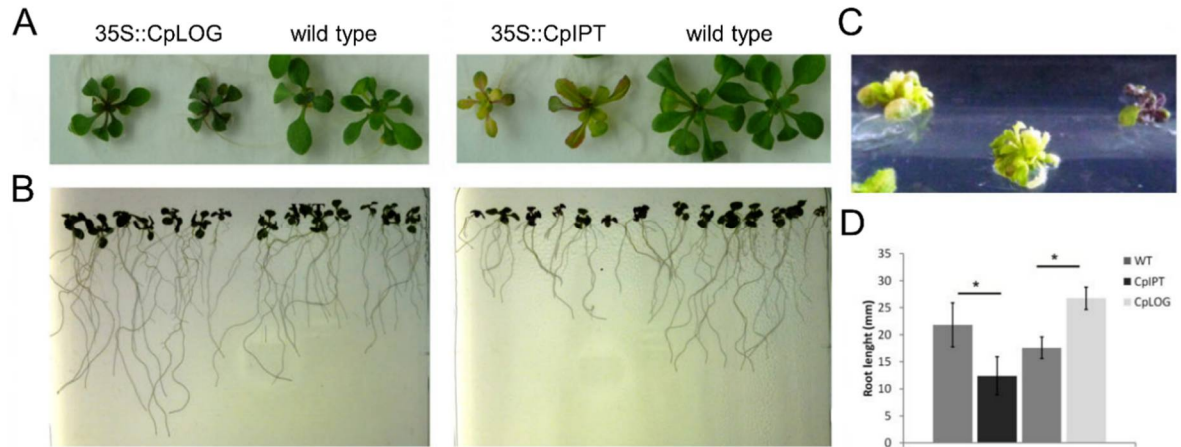 A
35S::CpLOG wild type
35S::CpIPT wild type
B
C
D
35
30
25
20
15
10
5
0
Root lenght (mm)
*
*
WT
CpIPT
CpLOG